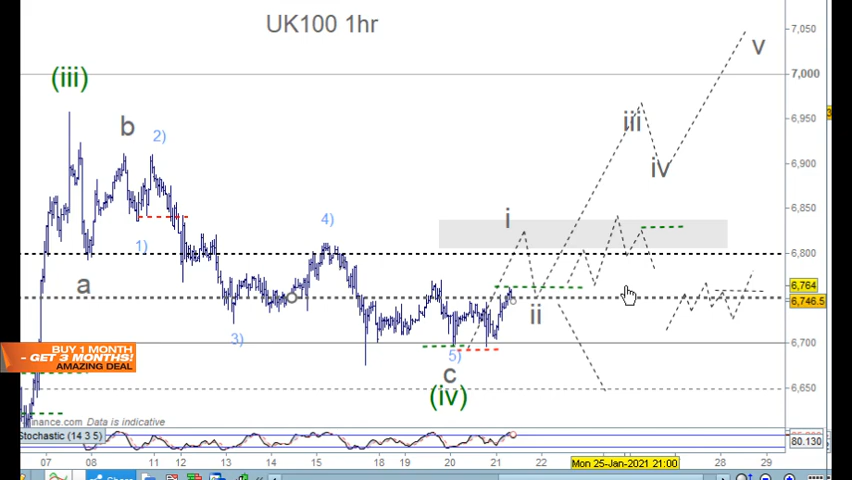 UK100 1hr
7,050
v
(iii)
7,000
6,950
b
2)
iii
iv
6,900
6,850
4)
i
1)
6,800
a
6,764
6,746.5
ii
3)
6,700
5)
c
(iv)
BUY 1 MONTH
- GET 3 MONTHS!
AMAZING DEAL
6,650
inance.com Data is indicative
Stochastic (14 3 5)
80.130
07 08 11 12 13 14 15 18 19 20 21 22 Mon 25-Jan-2021 21:00 28 29
Share